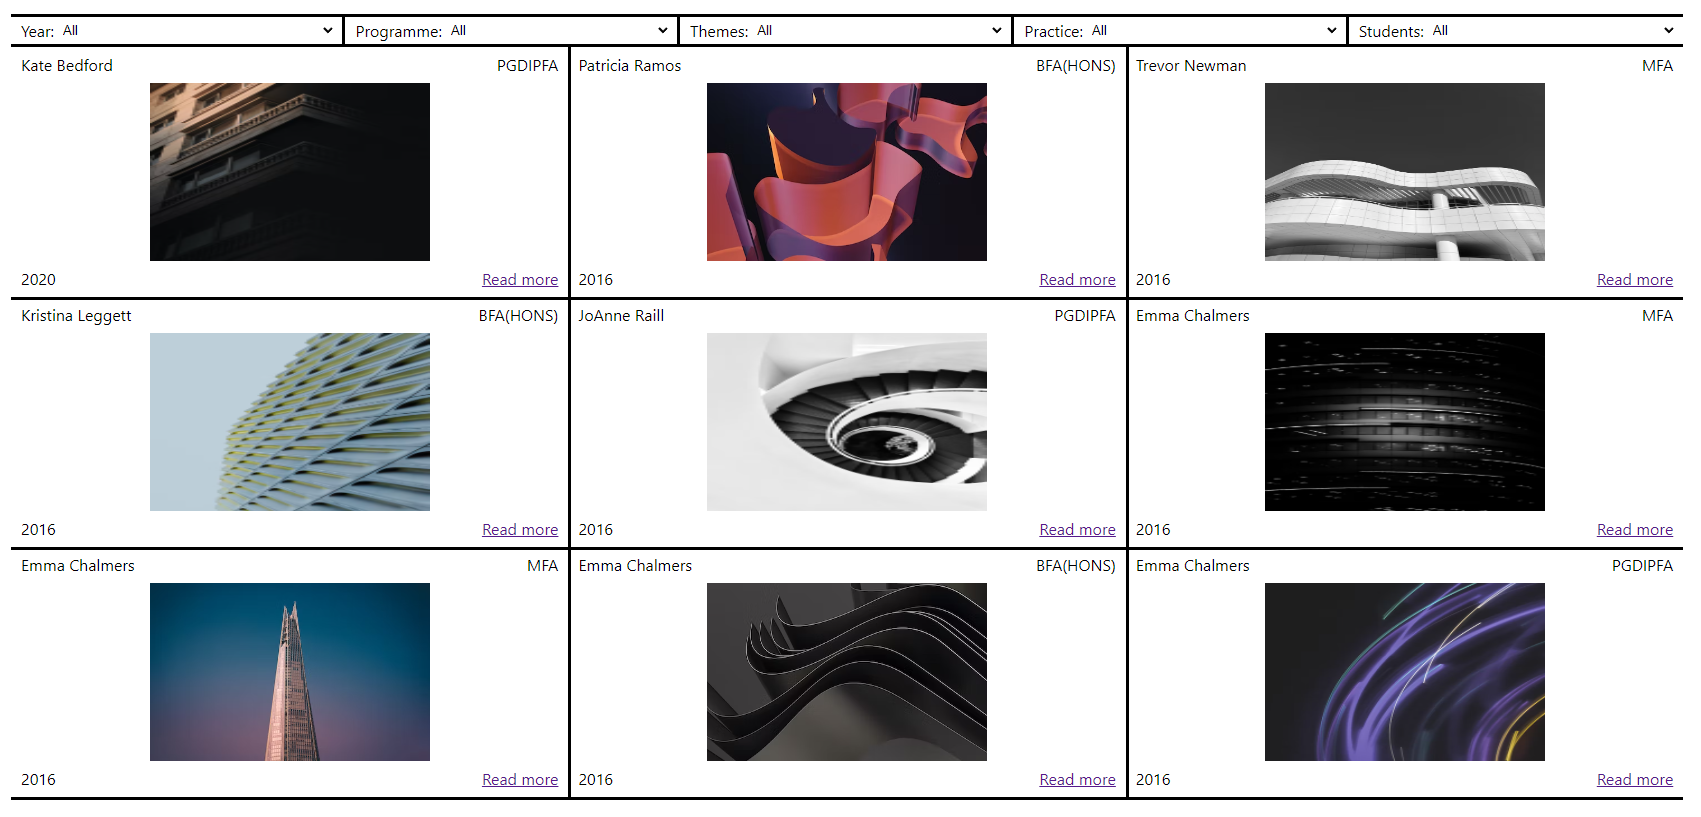 Year: All Programme: All Themes: All Practice: All Students: All
Kate Bedford PGDIPFA Patricia Ramos BFA(HONS) Trevor Newman MFA
2020 Read more 2016 Read more 2016 Read more
Kristina Leggett BFA(HONS) JoAnne Raill PGDIPFA Emma Chalmers MFA
2016 Read more 2016 Read more 2016 Read more
Emma Chalmers MFA Emma Chalmers BFA(HONS) Emma Chalmers PGDIPFA
2016 Read more 2016 Read more 2016 Read more